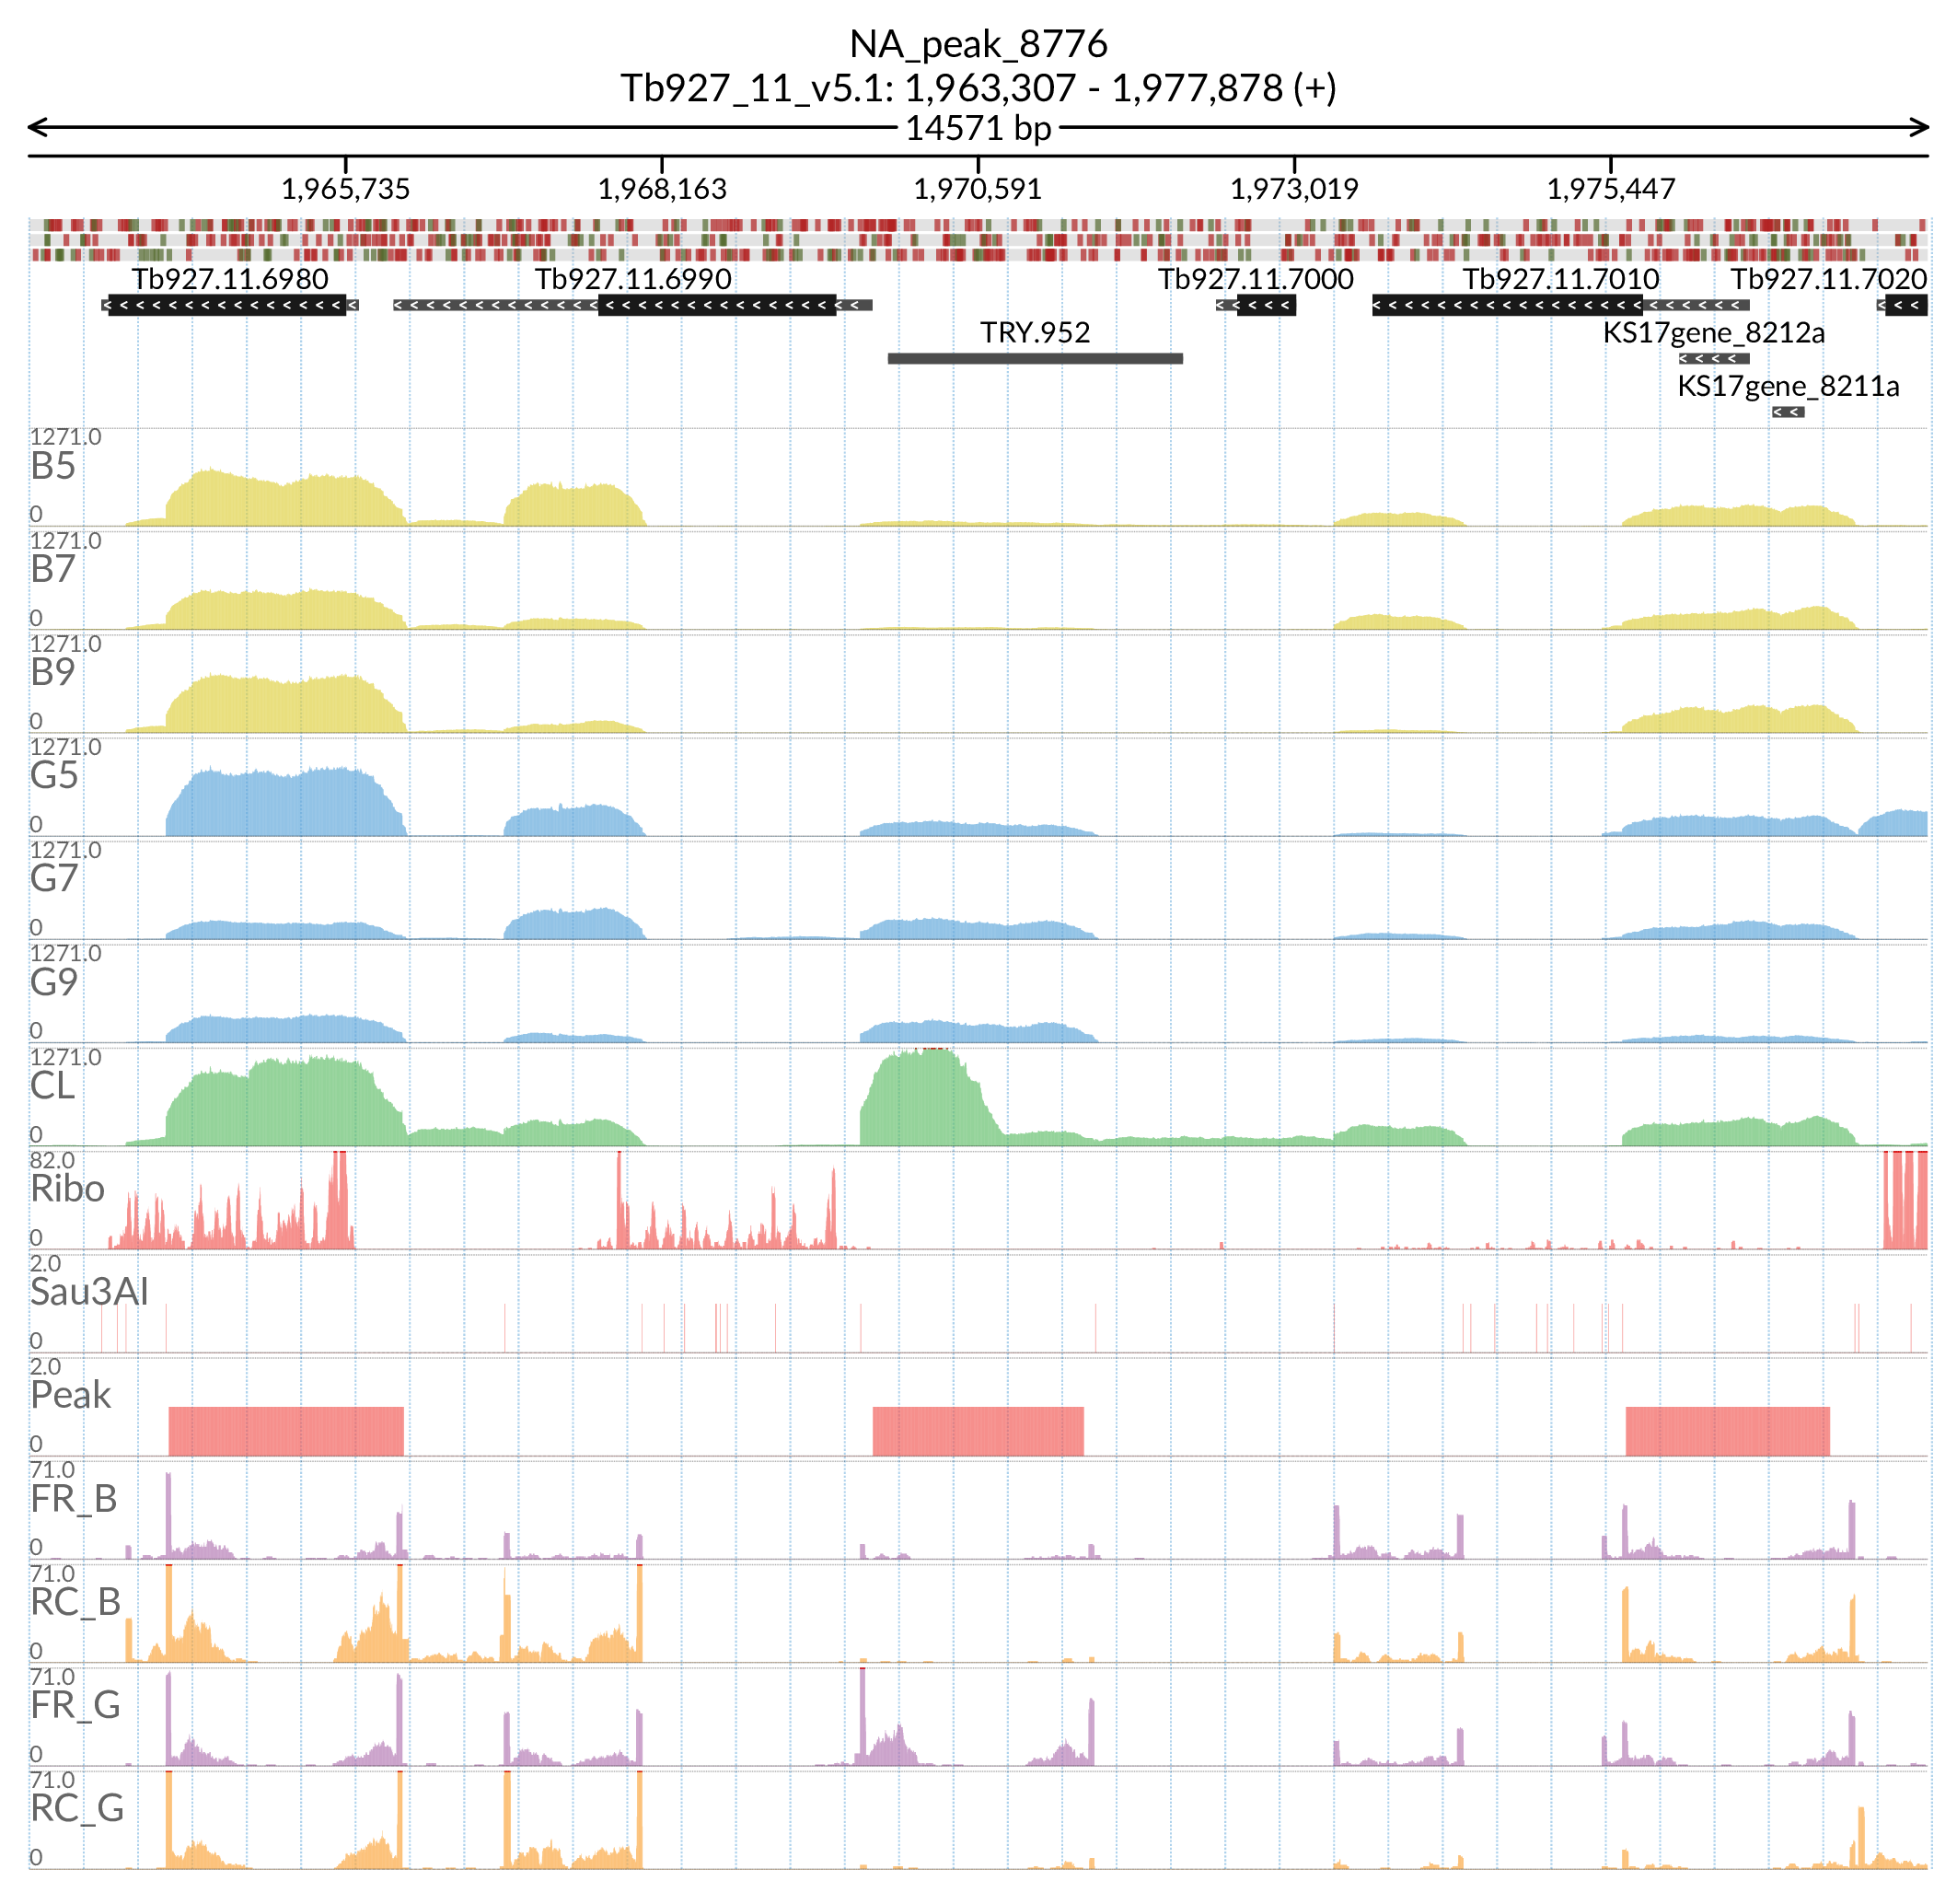 NA_peak_8776
Tb927_11_v5.1: 1,963,307 - 1,977,878 (+)
14571 bp
1,965,735 1,968,163 1,970,591 1,973,019 1,975,447
Tb927.11.6980 Tb927.11.6990 Tb927.11.7000 Tb927.11.7010 Tb927.11.7020
TRY.952 KS17gene_8212a
KS17gene_8211a
1271.0
B5
0
1271.0
B7
0
1271.0
B9
0
1271.0
G5
0
1271.0
G7
0
1271.0
G9
0
1271.0
CL
0
82.0
Ribo
0
2.0
Sau3AI
0
2.0
Peak
0
71.0
FR_B
0
71.0
RC_B
0
71.0
FR_G
0
71.0
RC_G
0